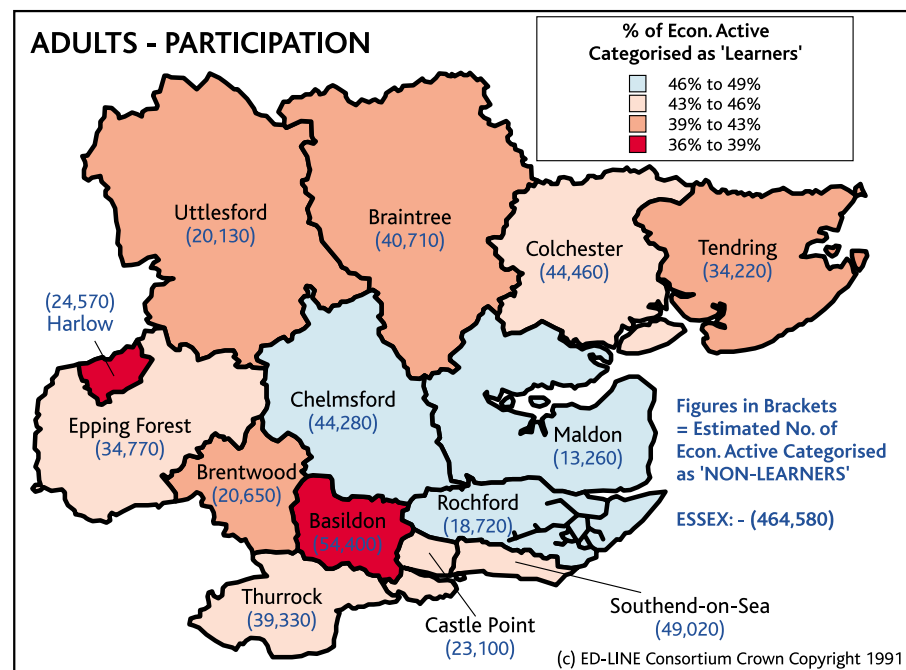 ADULTS - PARTICIPATION
% of Econ. Active
Categorised as 'Learners'
46% to 49%
43% to 46%
39% to 43%
36% to 39%
Uttlesford
(20,130)
Braintree
(40,710)
Colchester
(44,460)
Tendring
(34,220)
(24,570)
Harlow
Epping Forest
(34,770)
Chelmsford
(44,280)
Maldon
(13,260)
Figures in Brackets
= Estimated No. of
Econ. Active Categorised
as 'NON-LEARNERS'
ESSEX: - (464,580)
Brentwood
(20,650)
Basildon
(54,400)
Rochford
(18,720)
Thurrock
(39,330)
Castle Point
(23,100)
Southend-on-Sea
(49,020)
(c) ED-LINE Consortium Crown Copyright 1991